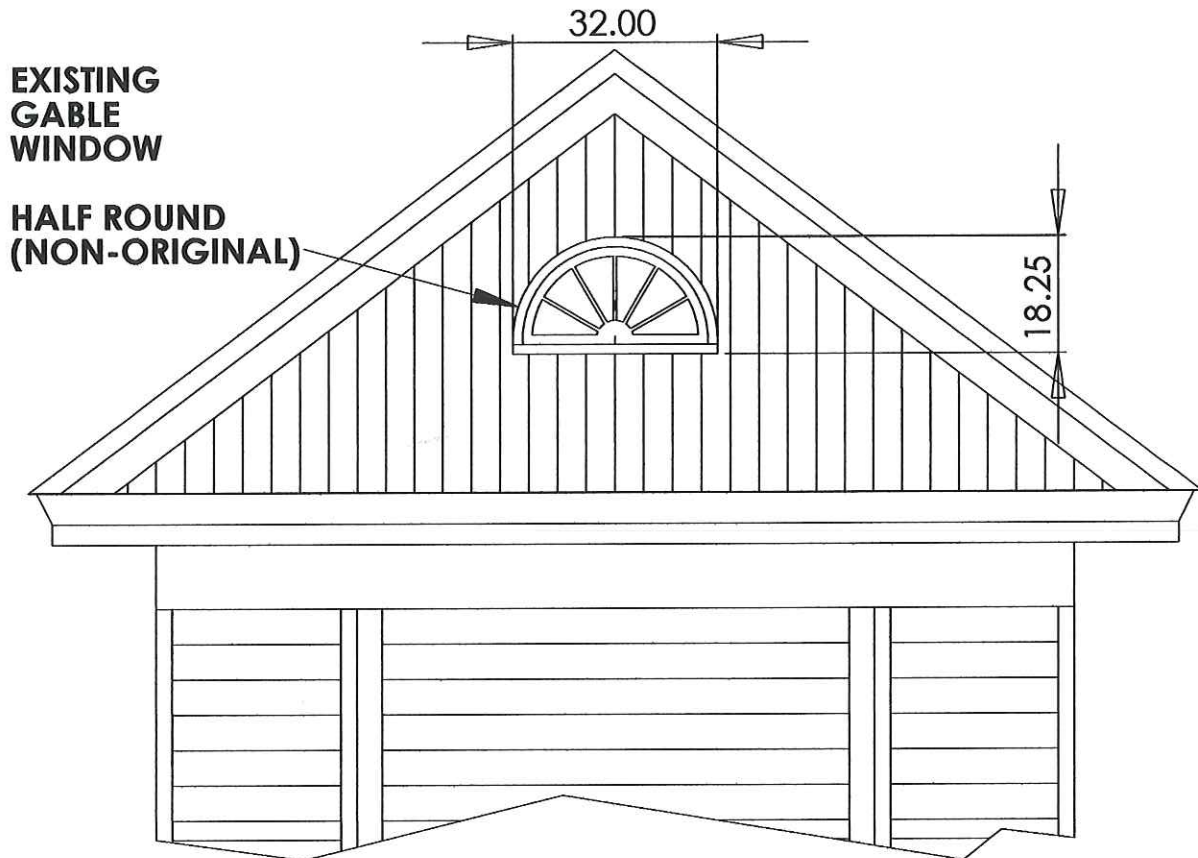 32.00
EXISTING
GABLE
WINDOW
HALF ROUND
(NON-ORIGINAL)
18.25